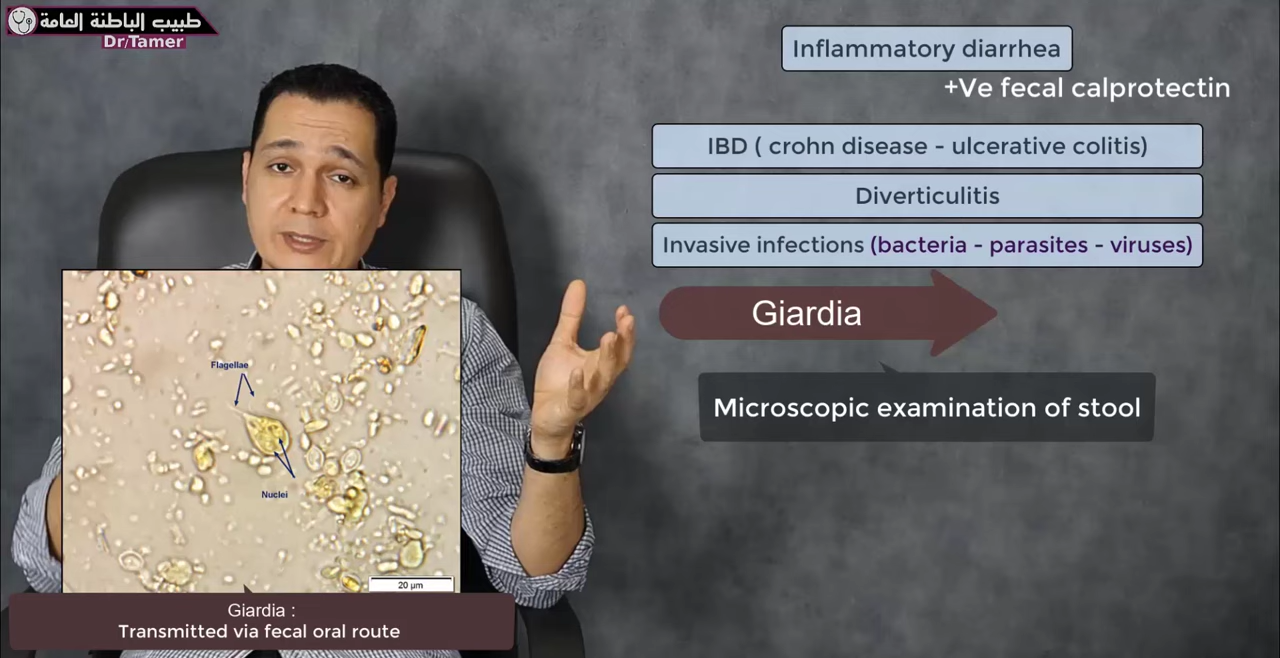 طبيب الباطنة العامة
Dr/Tamer
Inflammatory diarrhea
+Ve fecal calprotectin
IBD ( crohn disease - ulcerative colitis)
Diverticulitis
Invasive infections (bacteria - parasites - viruses)
Giardia
Microscopic examination of stool
Flagellae
Nuclei
20 µm
Giardia :
Transmitted via fecal oral route